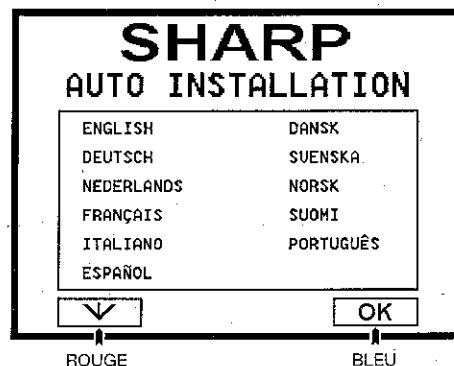 SHARP
AUTO INSTALLATION
ENGLISH DANSK
DEUTSCH SVENSKA
NEDERLANDS NORSK
FRANÇAIS SUOMI
ITALIANO PORTUGUÊS
ESPAÑOL
OK
ROUGE BLEU